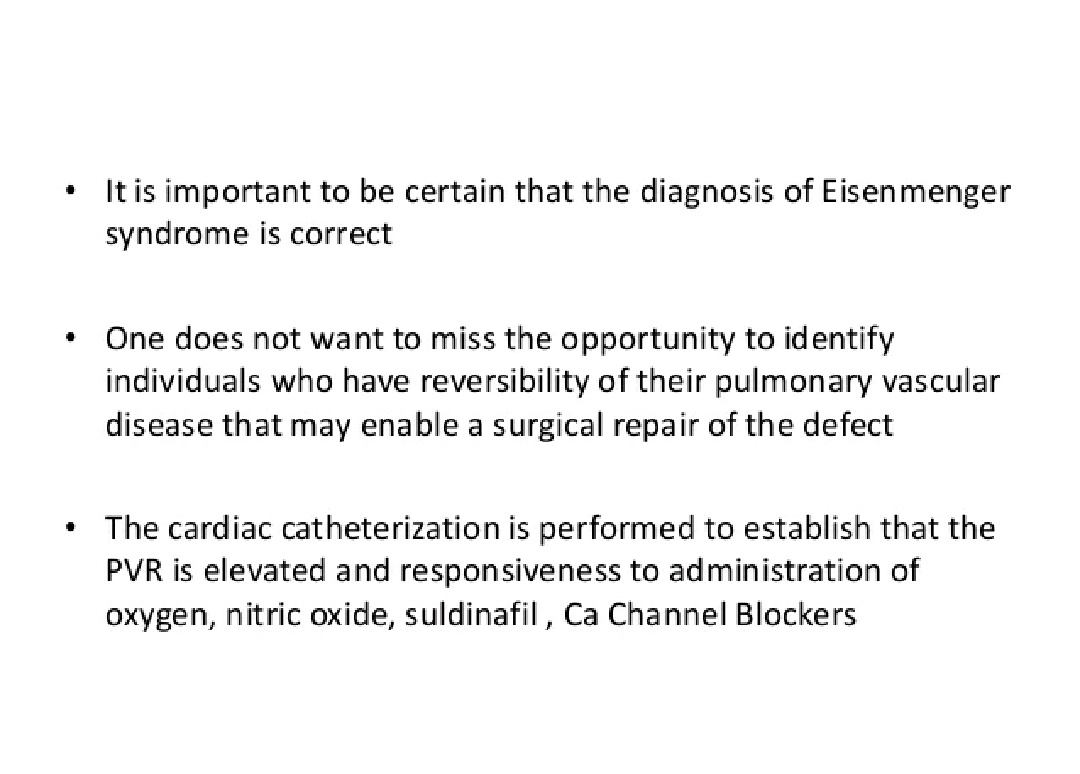 • It is important to be certain that the diagnosis of Eisenmenger
syndrome is correct
• One does not want to miss the opportunity to identify
individuals who have reversibility of their pulmonary vascular
disease that may enable a surgical repair of the defect
• The cardiac catheterization is performed to establish that the
PVR is elevated and responsiveness to administration of
oxygen, nitric oxide, suldinafil , Ca Channel Blockers